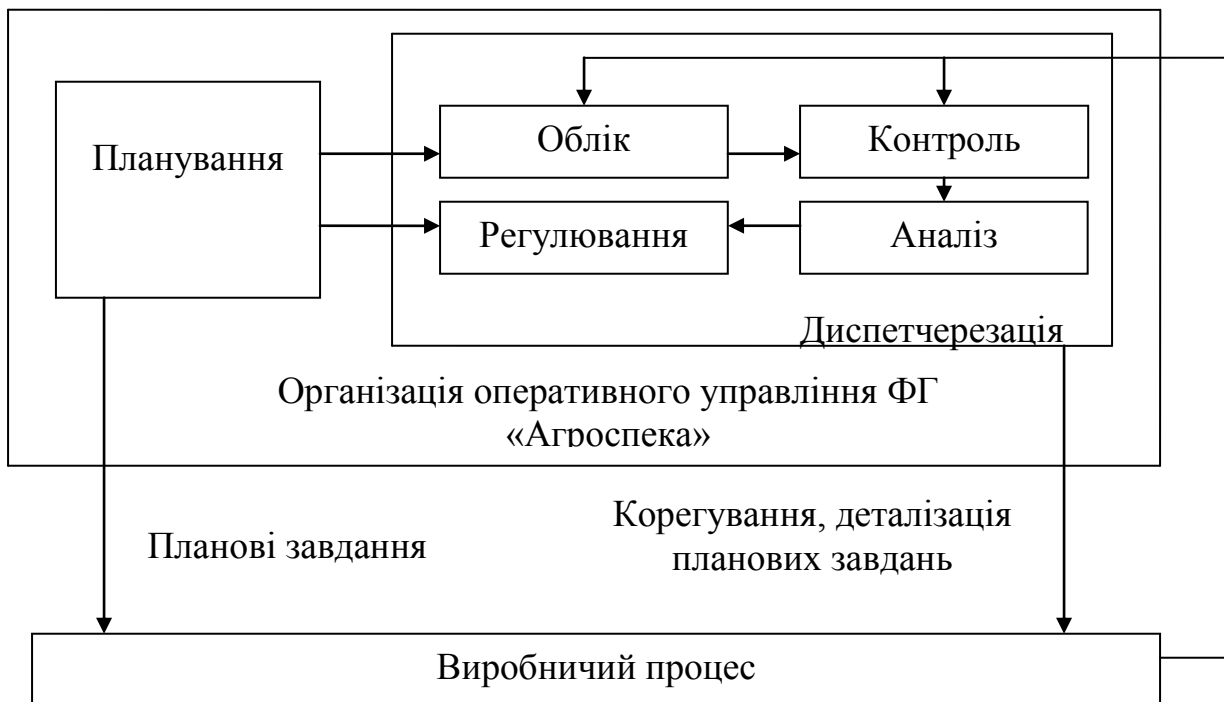 Планування
Облік
Контроль
Регулювання
Аналіз
Диспетчерезація
Організація оперативного управління ФГ
«Агроспека»
Планові завдання
Корегування, деталізація
планових завдань
Виробничий процес